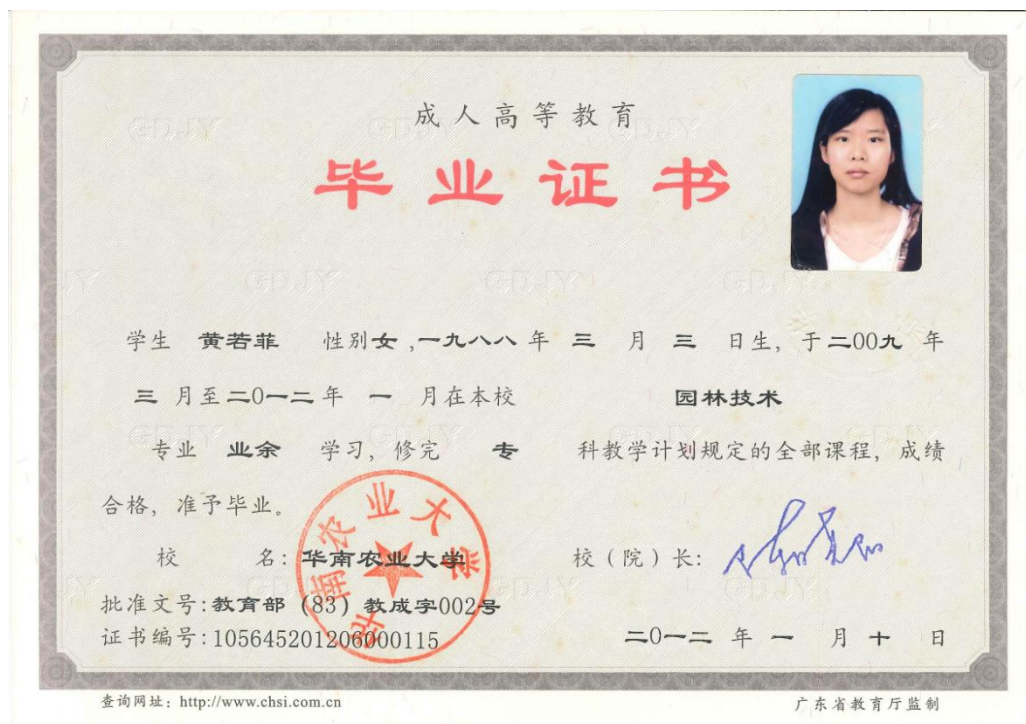 成人高等教育
毕业证书
学生 黄若菲 性别女,一九八八年 三 月 三 日生, 于二00九 年
三 月至二0一二年 一 月在本校 园林技术
专业 业余 学习, 修完 专 科教学计划规定的全部课程, 成绩
合格, 准予毕业。
校 名: 华南农业大学 校(院)长:
批准文号: 教育部 (83) 教成字002号
证书编号: 105645201206000115 二0一二 年 一 月 十 日
查询网址: http://www.chsi.com.cn 广东省教育厅监制
华南农业大学
GDJY